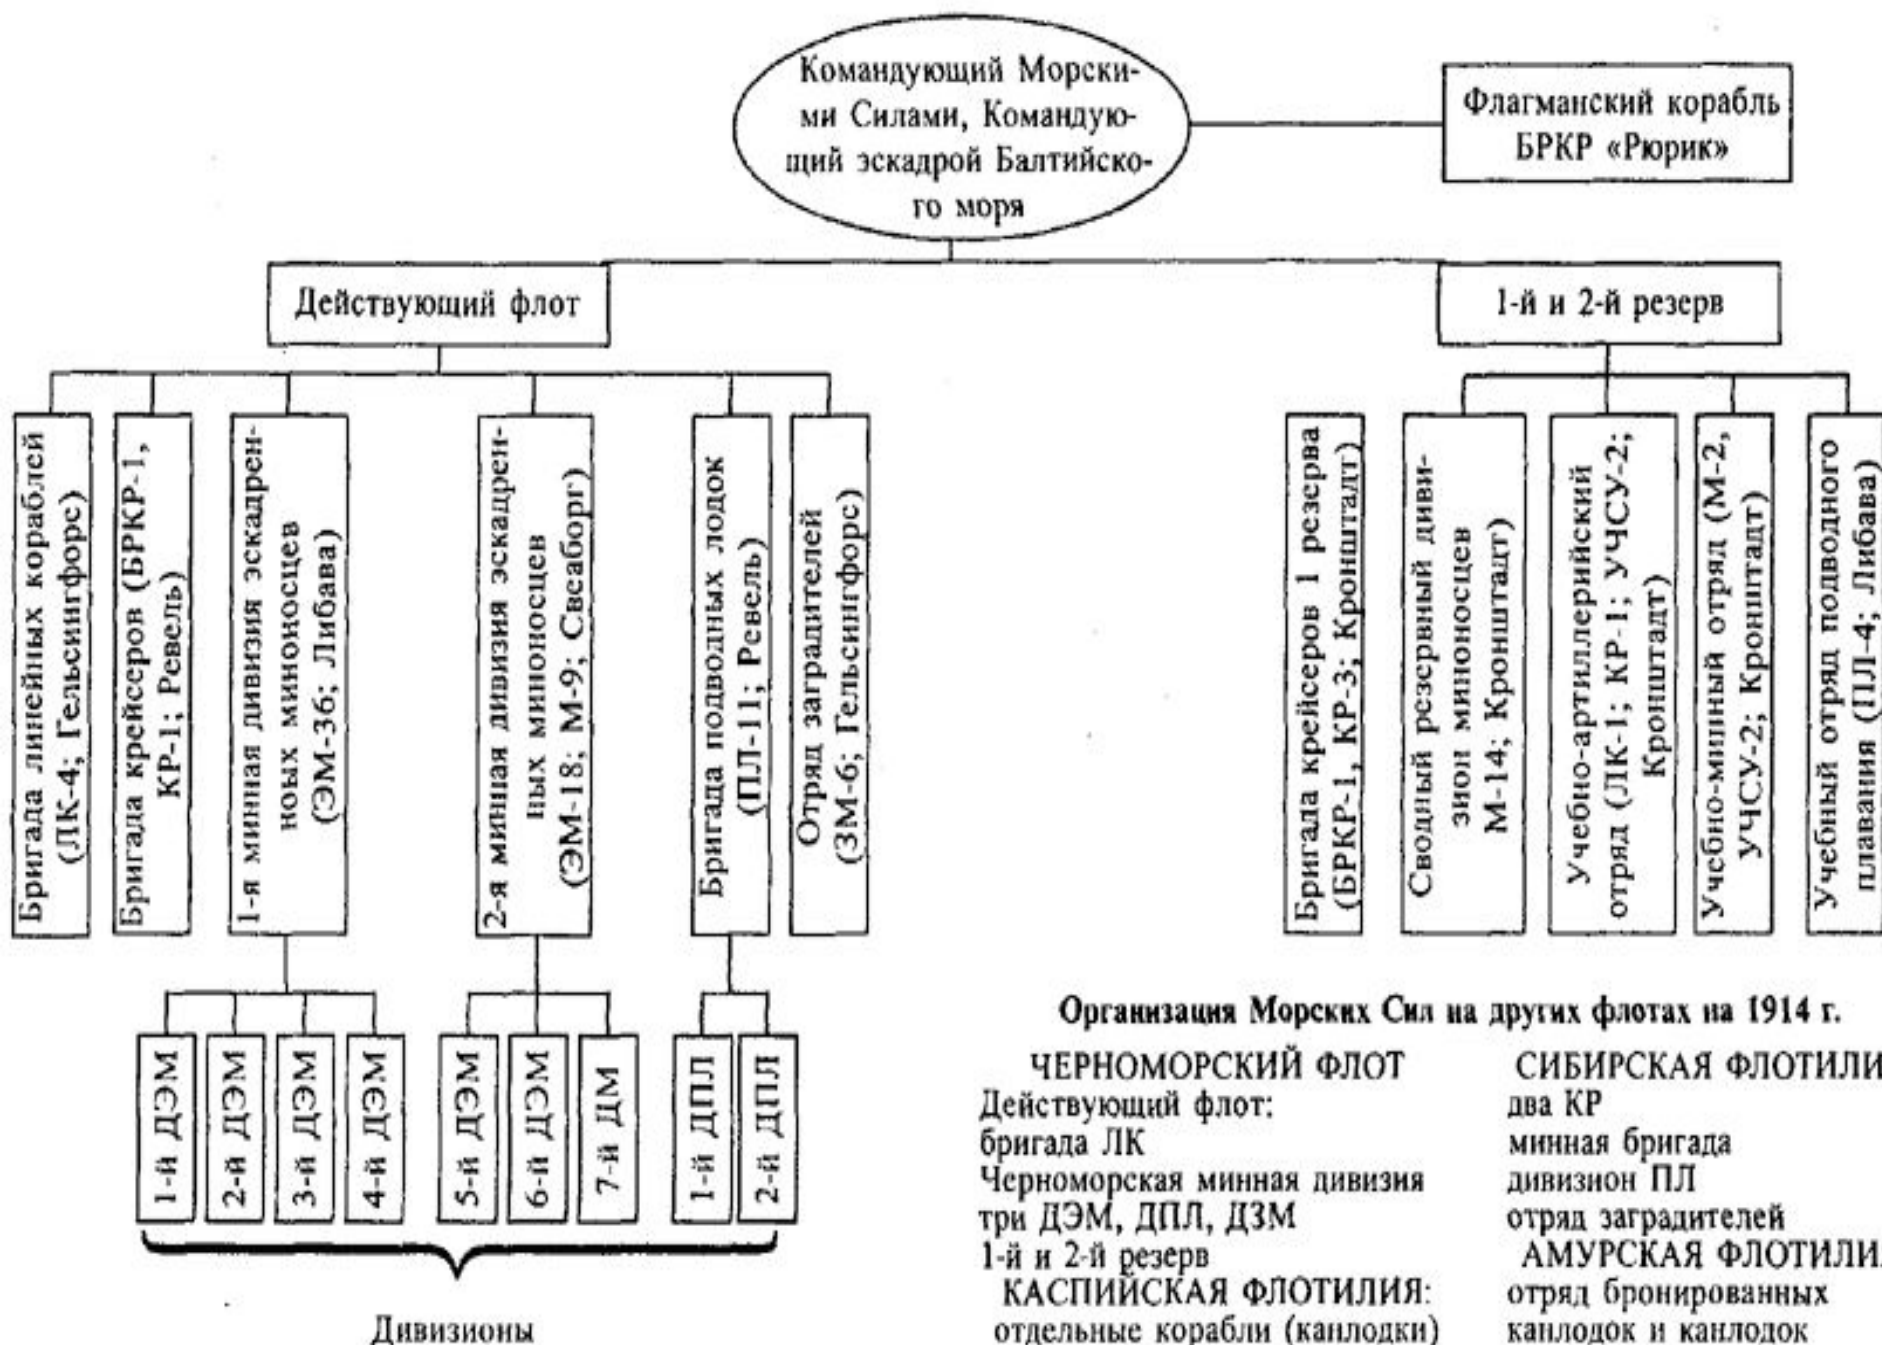 Командующий Морски-
ми Силами, Командую-
щий эскадрой Балтийско-
го моря
Флагманский корабль
БРКР «Рюрик»
Действующий флот
1-й и 2-й резерв
Бригада линейных кораблей
(ЛК-4; Гельсингфорс)
Бригада крейсеров (БРКР-1,
КР-1; Ревель)
1-я минная дивизия эскадрен-
ноых миноносцев
(ЭМ-36; Либава)
2-я минная дивизия эскадрен-
ных миноносцев
(ЭМ-18; М-9; Свеаборг)
Бригада подводных лодок
(ПЛ-11; Ревель)
Отряд заградителей
(ЗМ-6; Гельсингфорс)
Бригада крейсеров 1 резерва
(БРКР-1, КР-3; Кронштадт)
Сводный резервный диви-
зион миноносцев
М-14; Кронштадт)
Учебно-артиллерийский
отряд (ЛК-1; КР-1; УЧСУ-2;
Кронштадт)
Учебно-минный отряд (М-2,
УЧСУ-2; Кронштадт)
Учебный отряд подводного
плавания (ПЛ-4; Либава)
1-й ДЭМ
2-й ДЭМ
3-й ДЭМ
4-й ДЭМ
5-й ДЭМ
6-й ДЭМ
7-й ДМ
1-й ДПЛ
2-й ДПЛ
Дивизионы
Организация Морских Сил на других флотах на 1914 г.
ЧЕРНОМОРСКИЙ ФЛОТ
Действующий флот:
бригада ЛК
Черноморская минная дивизия
три ДЭМ, ДПЛ, ДЗМ
1-й и 2-й резерв
КАСПИЙСКАЯ ФЛОТИЛИЯ:
отдельные корабли (канлодки)
СИБИРСКАЯ ФЛОТИЛИ
два КР
минная бригада
дивизион ПЛ
отряд заградителей
АМУРСКАЯ ФЛОТИЛИ
отряд бронированных
канлодок и канлодок